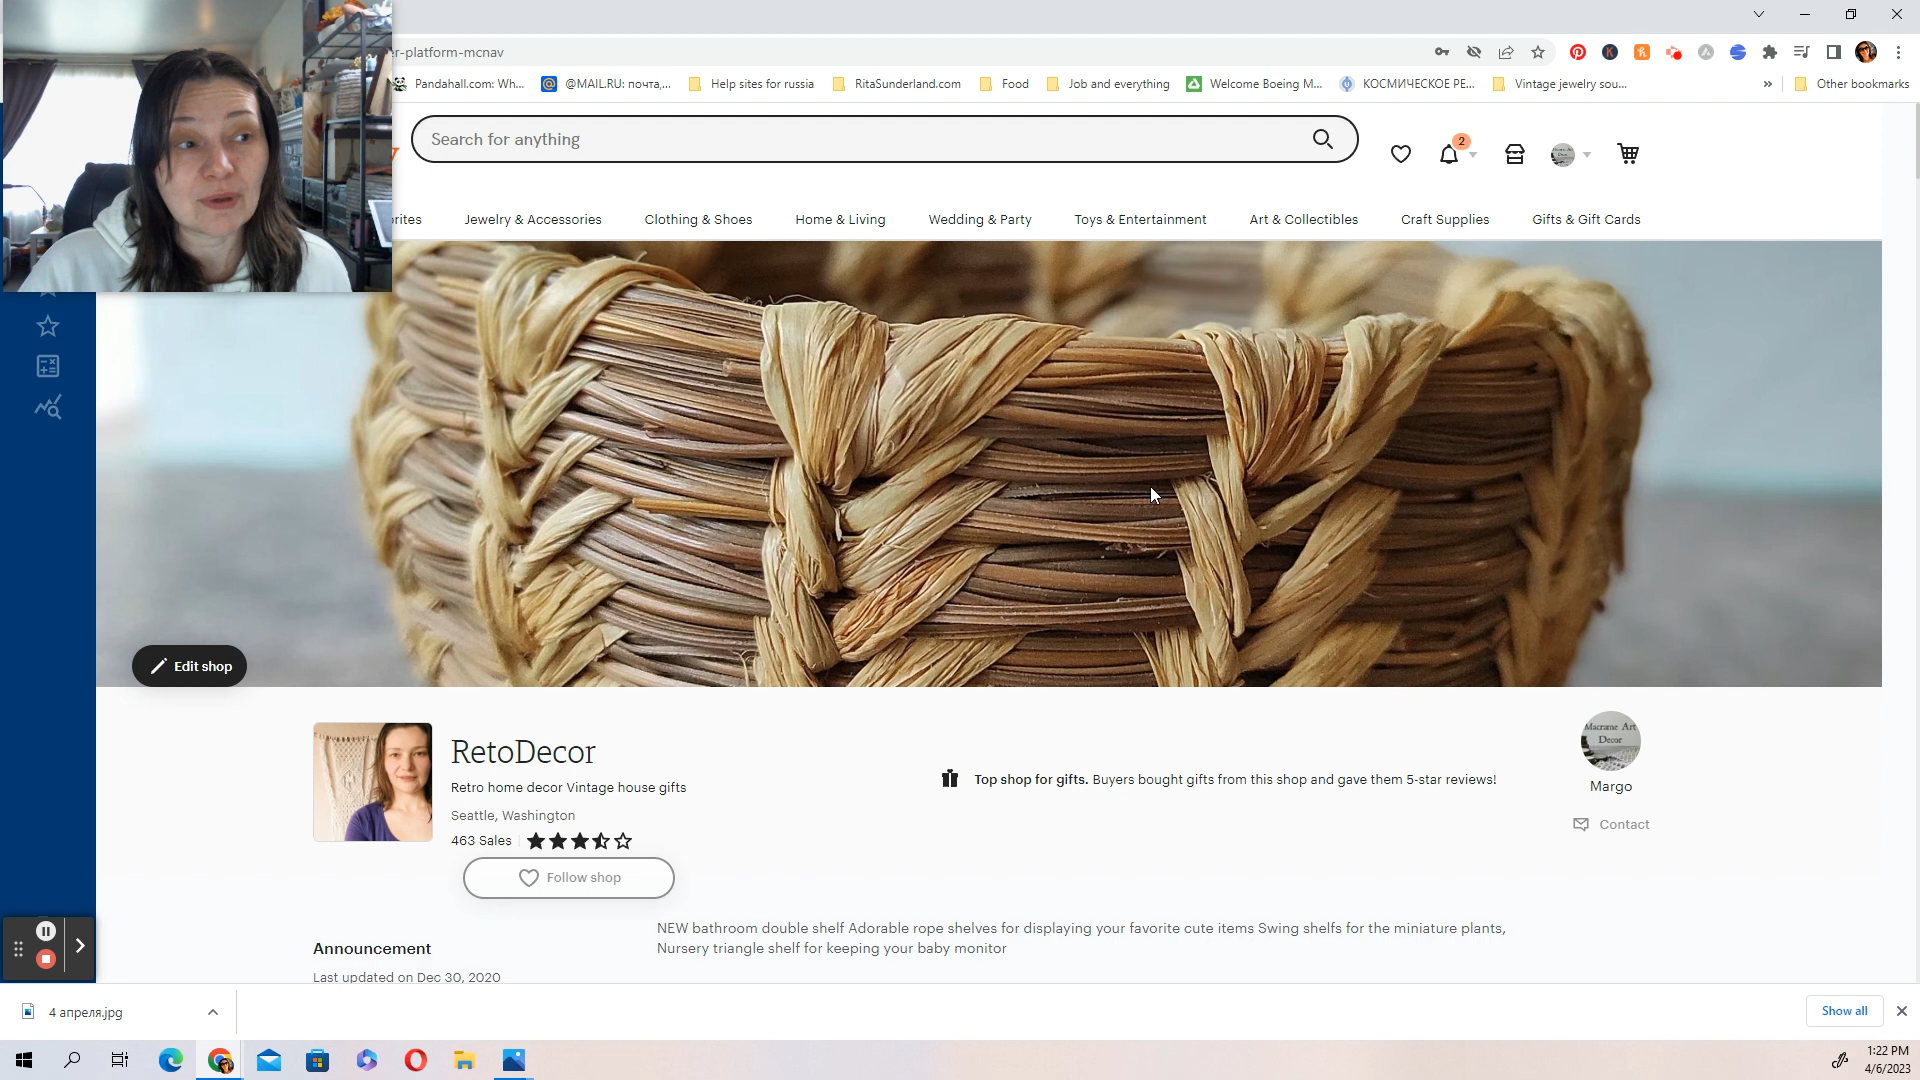 er-platform-mcnav
Pandahall.com: Wh...
@MAIL.RU: почта,...
Help sites for russia
RitaSunderland.com
Food
Job and everything
Welcome Boeing M...
КОСМИЧЕСКОЕ РЕ...
Vintage jewelry sou...
»
Other bookmarks
Search for anything
2
rites
Jewelry & Accessories
Clothing & Shoes
Home & Living
Wedding & Party
Toys & Entertainment
Art & Collectibles
Craft Supplies
Gifts & Gift Cards
Edit shop
RetoDecor
Retro home decor Vintage house gifts
Seattle, Washington
463 Sales
Follow shop
Top shop for gifts. Buyers bought gifts from this shop and gave them 5-star reviews!
Macrame Art
Decor
Margo
Contact
Announcement
Last updated on Dec 30, 2020
NEW bathroom double shelf Adorable rope shelves for displaying your favorite cute items Swing shelfs for the miniature plants,
Nursery triangle shelf for keeping your baby monitor
4 апреля.jpg
Show all
1:22 PM
4/6/2023